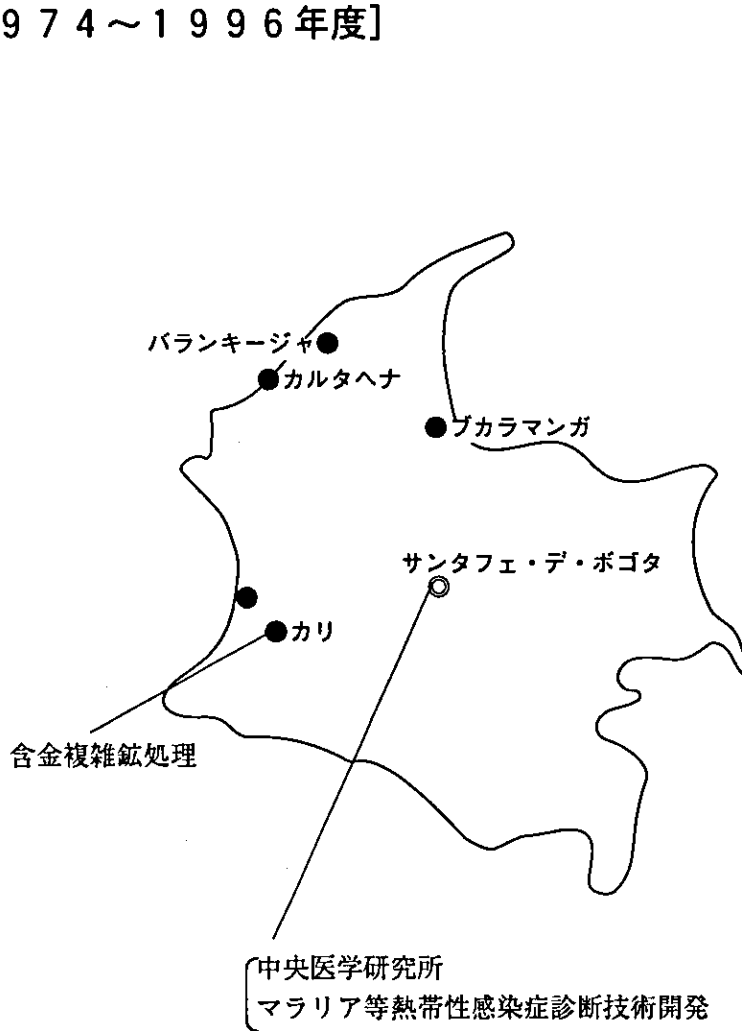 ９７４～１９９６年度]
バランキージャ
カルタヘナ
ブカラマンガ
サンタフェ・デ・ボゴタ
カリ
含金複雑鉱処理
中央医学研究所
マラリア等熱帯性感染症診断技術開発